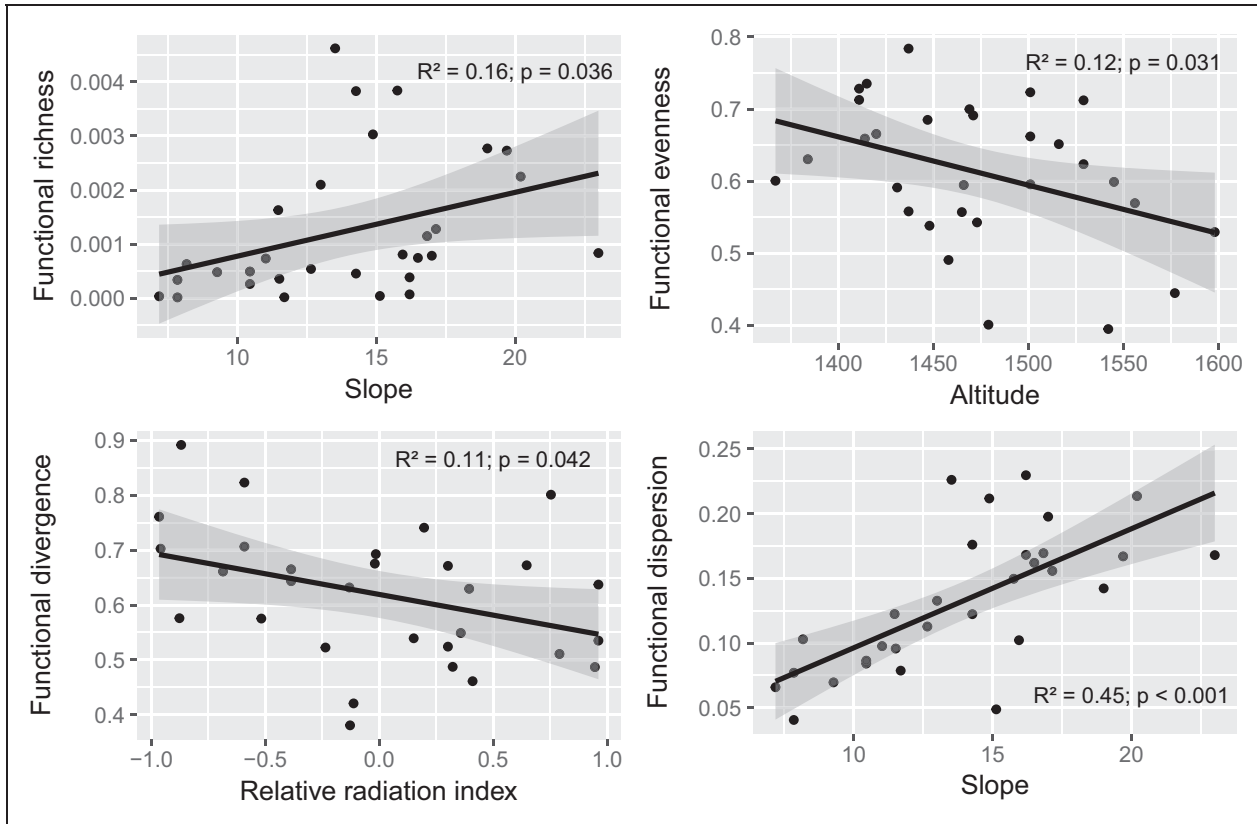 Functional richness
0.004
0.003
0.002
0.001
0.000
R² = 0.16; p = 0.036
10 15 20
Slope
Functional evenness
0.8
0.7
0.6
0.5
0.4
R² = 0.12; p = 0.031
1400 1450 1500 1550 1600
Altitude
Functional divergence
0.9
0.8
0.7
0.6
0.5
0.4
R² = 0.11; p = 0.042
−1.0 −0.5 0.0 0.5 1.0
Relative radiation index
Functional dispersion
0.25
0.20
0.15
0.10
0.05
R² = 0.45; p < 0.001
10 15 20
Slope